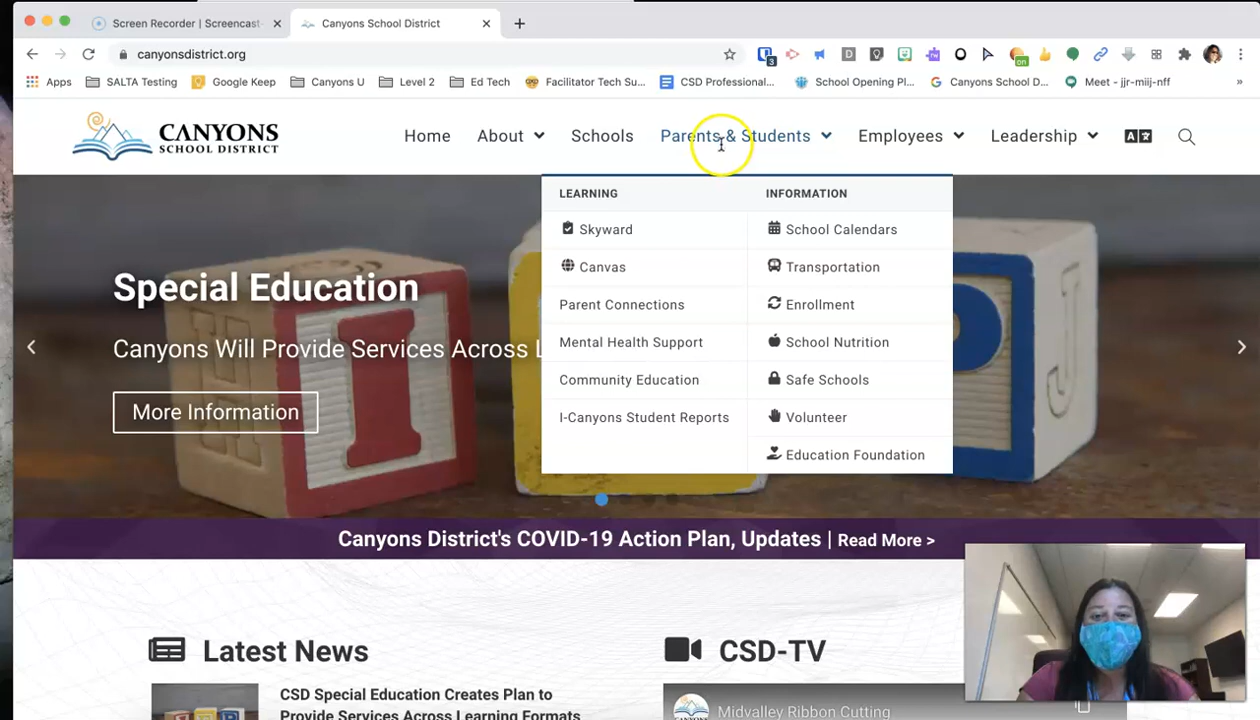 Screen Recorder | Screencast-
Canyons School District
canyonsdistrict.org
3
on
Apps
SALTA Testing
Google Keep
Canyons U
Level 2
Ed Tech
Facilitator Tech Su...
CSD Professional...
School Opening Pl...
Canyons School D...
Meet - jjr-miij-nff
»
CANYONS
SCHOOL DISTRICT
Home
About
Schools
Parents & Students
Employees
Leadership
LEARNING
Skyward
Canvas
Parent Connections
Mental Health Support
Community Education
I-Canyons Student Reports
INFORMATION
School Calendars
Transportation
Enrollment
School Nutrition
Safe Schools
Volunteer
Education Foundation
Special Education
Canyons Will Provide Services Across L
More Information
I
J
Canyons District's COVID-19 Action Plan, Updates | Read More >
Latest News
CSD Special Education Creates Plan to
Provide Services Across Learning Formats
CSD-TV
CANYONS
Midvalley Ribbon Cutting